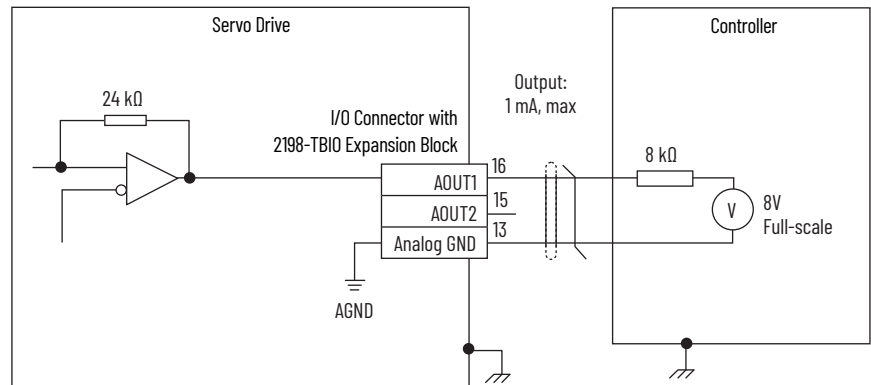 Servo Drive
Controller
24 kΩ
I/O Connector with
2198-TBIO Expansion Block
Output:
1 mA, max
AOUT1
16
AOUT2
15
Analog GND
13
AGND
8 kΩ
V
8V
Full-scale